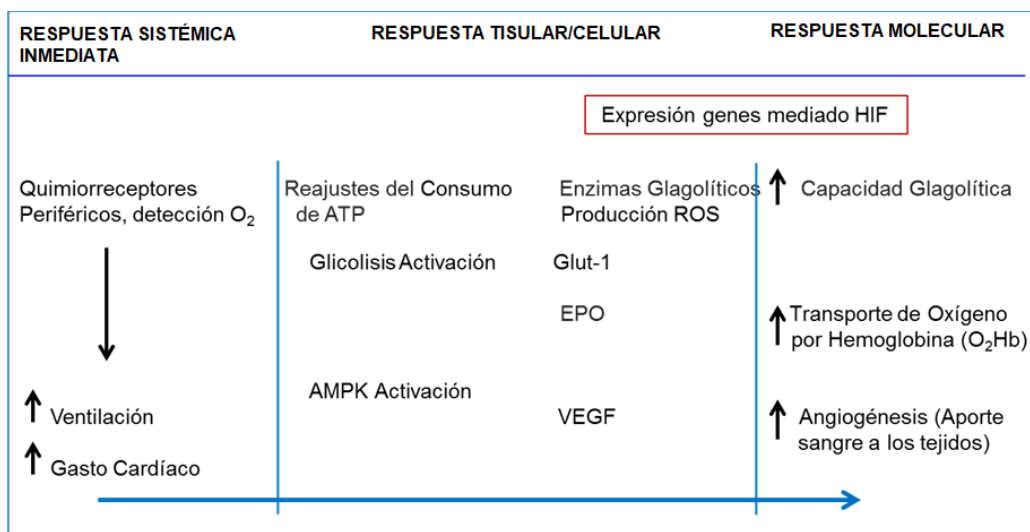 RESPUESTA SISTÉMICA
INMEDIATA
RESPUESTA TISULAR/CELULAR
RESPUESTA MOLECULAR
Expresión genes mediado HIF
Quimiorreceptores
Periféricos, detección O₂
Ventilación
Gasto Cardíaco
Reajustes del Consumo
de ATP
Glicolisis Activación
AMPK Activación
Enzimas Glagolíticos
Producción ROS
Glut-1
EPO
VEGF
Capacidad Glagolítica
Transporte de Oxígeno
por Hemoglobina (O₂Hb)
Angiogénesis (Aporte
sangre a los tejidos)